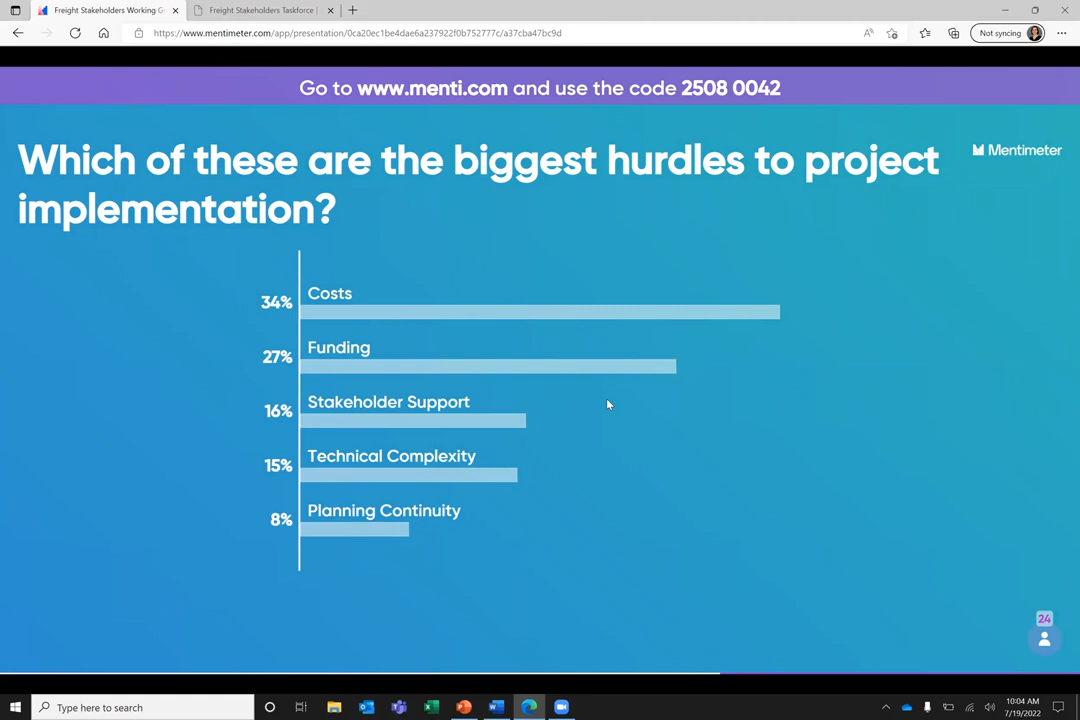 Freight Stakeholders Working G
Freight Stakeholders Taskforce |
https://www.mentimeter.com/app/presentation/0ca20ec1be4dae6a237922f0b752777c/a37cba47bc9d
Not syncing
Go to www.menti.com and use the code 2508 0042
Which of these are the biggest hurdles to project
implementation?
Mentimeter
34% Costs
27% Funding
16% Stakeholder Support
15% Technical Complexity
8% Planning Continuity
24
Type here to search
10:04 AM
7/19/2022